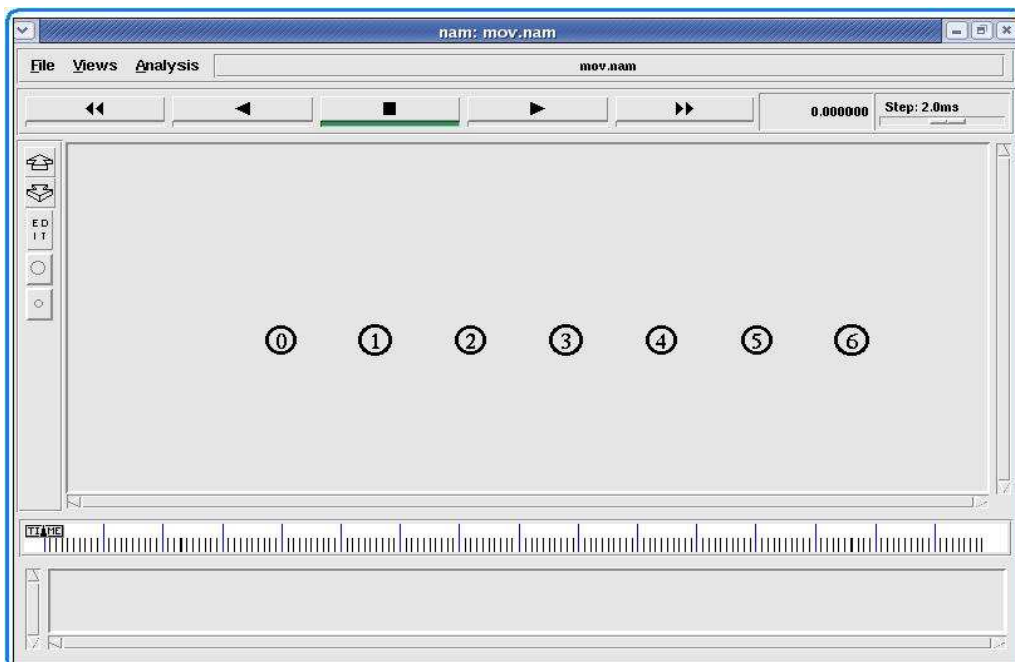 nam: mov.nam
File Views Analysis mov.nam
0.000000 Step: 2.0ms
E D
I T
0 1 2 3 4 5 6
TIME